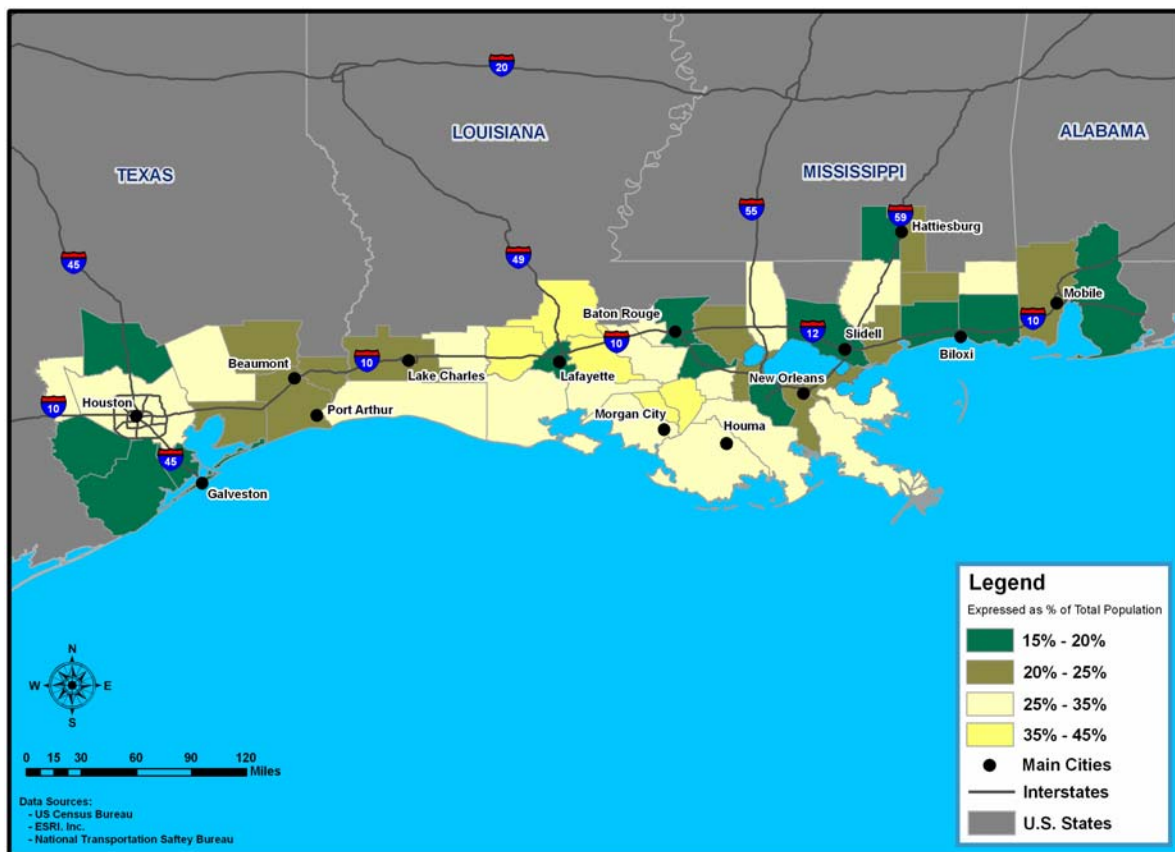 20
LOUISIANA
ALABAMA
TEXAS
MISSISSIPPI
55
59
Hattiesburg
45
49
Mobile
Baton Rouge
10
12
Slidell
10
Beaumont
10
Lake Charles
Lafayette
Biloxi
New Orleans
Houston
10
Port Arthur
Morgan City
Houma
45
Galveston
Legend
Expressed as % of Total Population
15% - 20%
20% - 25%
25% - 35%
35% - 45%
Main Cities
Interstates
U.S. States
N
W
E
S
0 15 30 60 90 120
Miles
Data Sources:
- US Census Bureau
- ESRI. Inc.
- National Transportation Saftey Bureau